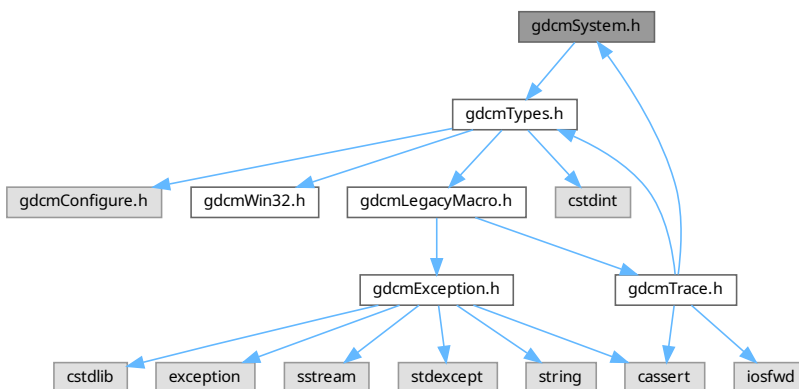 gdcmSystem.h
gdcmTypes.h
gdcmConfigure.h
gdcmWin32.h
gdcmLegacyMacro.h
cstdint
gdcmException.h
gdcmTrace.h
cstdlib
exception
sstream
stdexcept
string
cassert
iosfwd